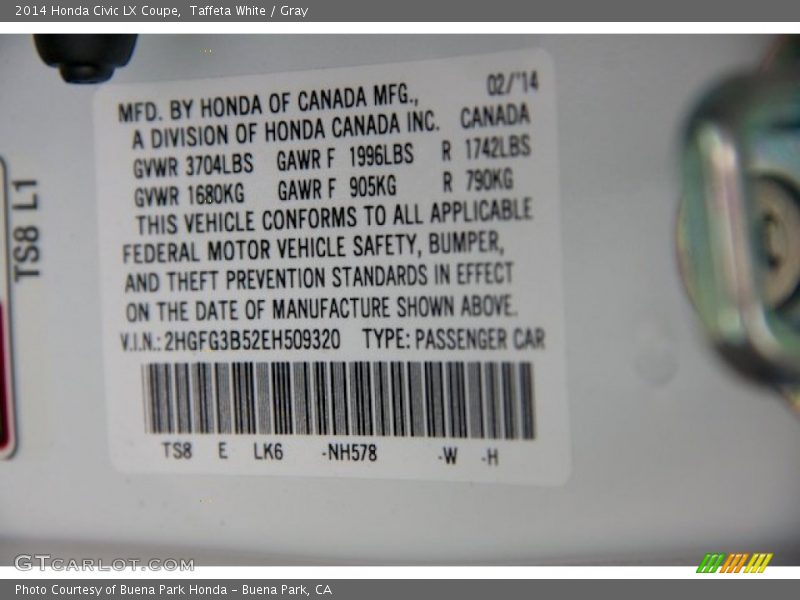 2014 Honda Civic LX Coupe,  Taffeta White / Gray
02/'14
MFD. BY HONDA OF CANADA MFG.,
A DIVISION OF HONDA CANADA INC. CANADA
GVWR 3704LBS GAWR F 1996LBS R 1742LBS
GVWR 1680KG GAWR F 905KG R 790KG
THIS VEHICLE CONFORMS TO ALL APPLICABLE
FEDERAL MOTOR VEHICLE SAFETY, BUMPER,
AND THEFT PREVENTION STANDARDS IN EFFECT
ON THE DATE OF MANUFACTURE SHOWN ABOVE.
V.I.N.: 2HGFG3B52EH509320 TYPE: PASSENGER CAR
TS8 E LK6 -NH578 -W -H
TS8 L1
GTCARLOT.COM
Photo Courtesy of Buena Park Honda - Buena Park, CA